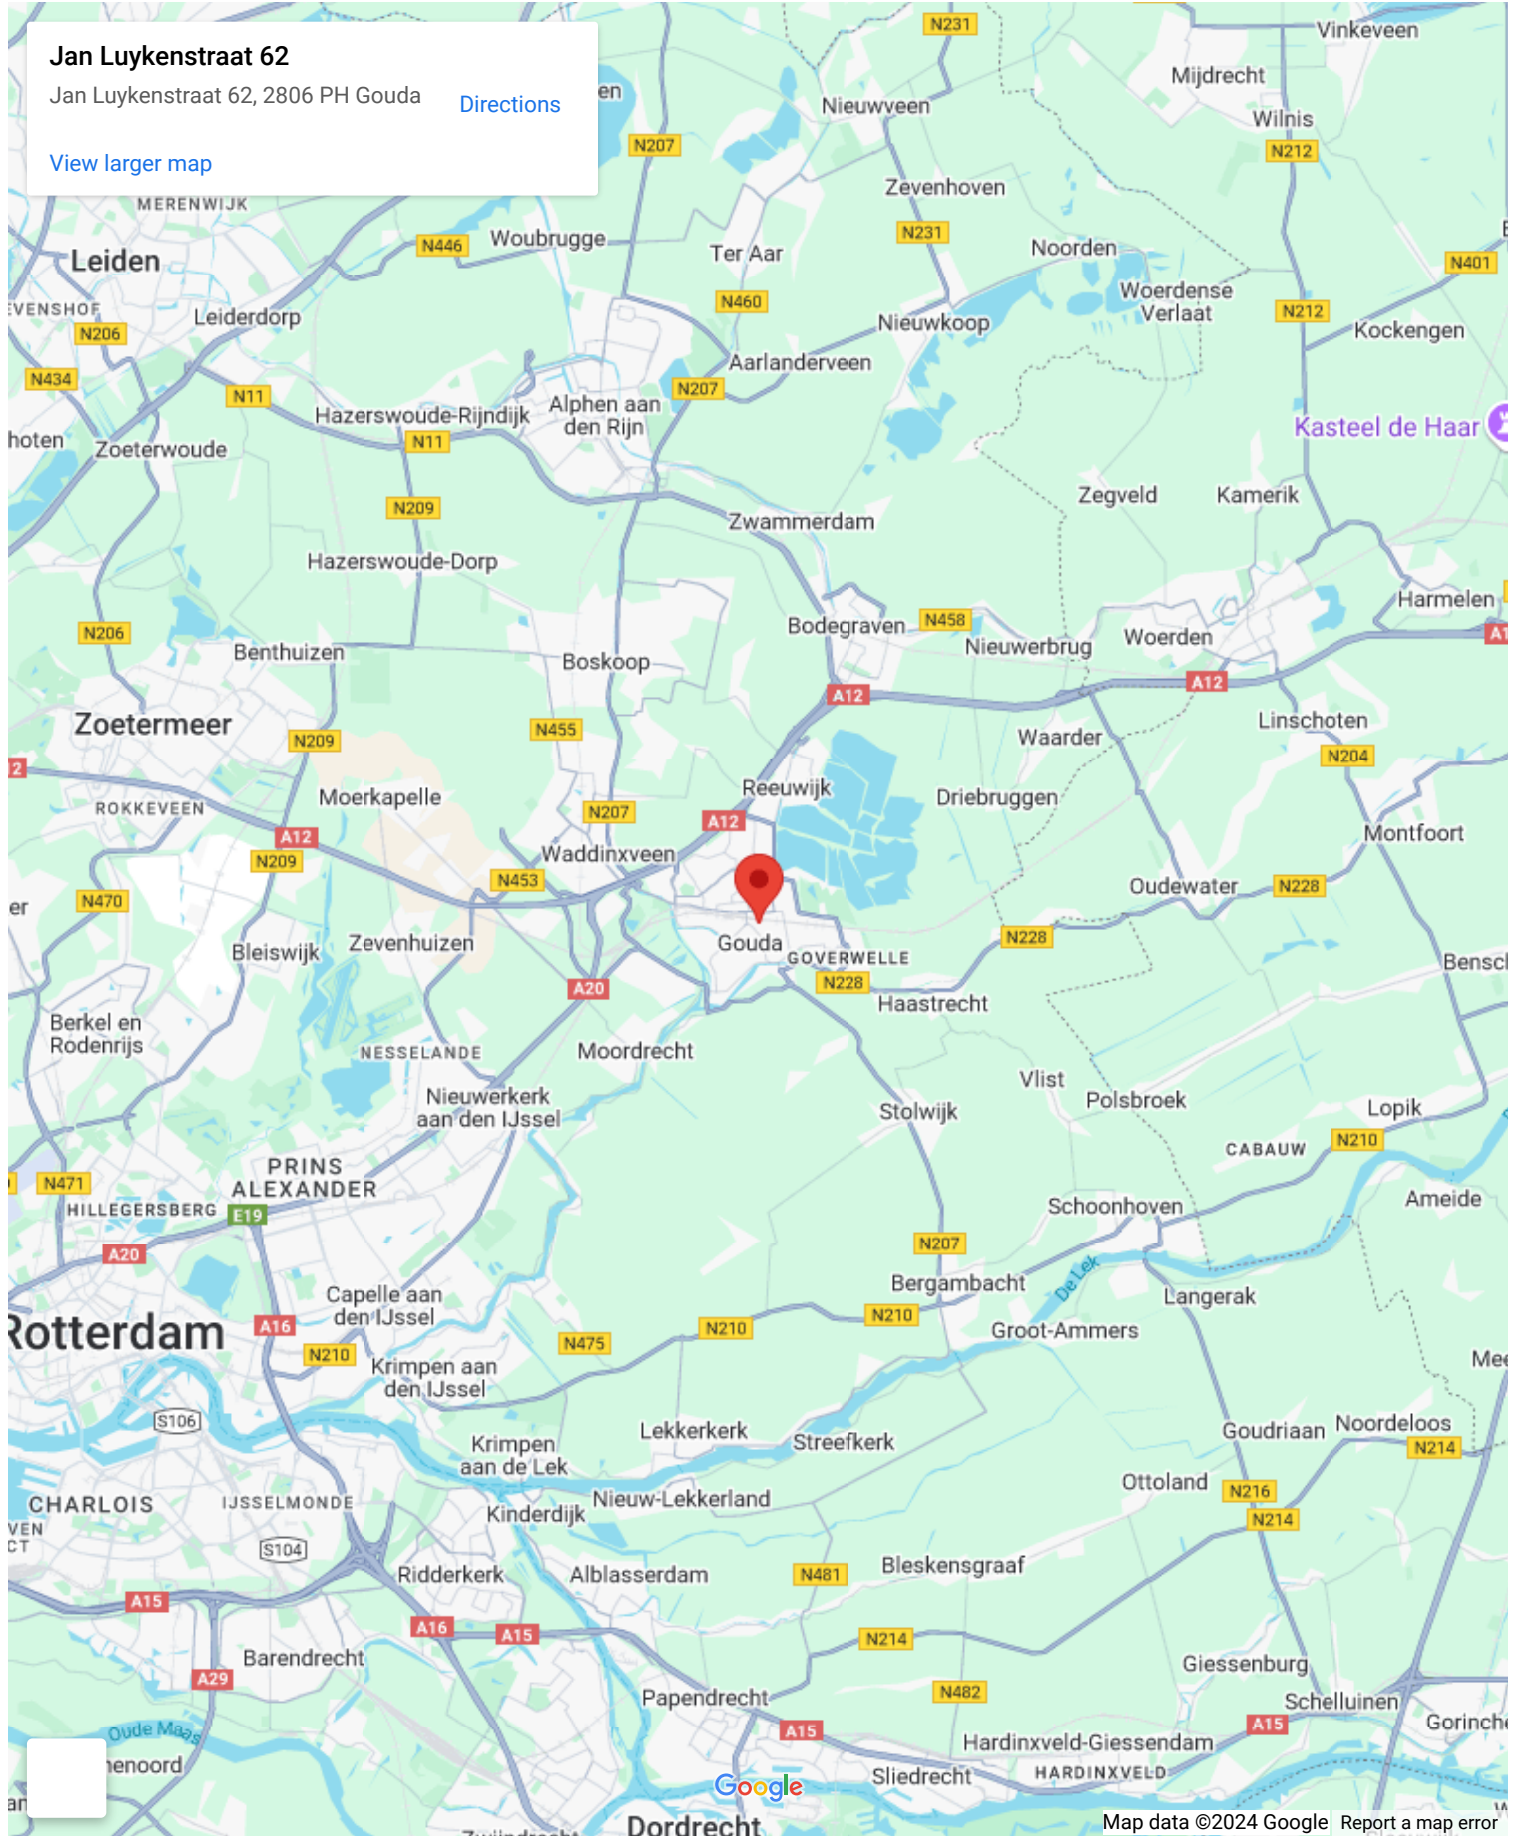 Jan Luykenstraat 62
Jan Luykenstraat 62, 2806 PH Gouda
Directions
View larger map
N231
Vinkeveen
Mijdrecht
Nieuwveen
Wilnis
N207
N212
MERENWIJK
Zevenhoven
N446
Woubrugge
N231
Ter Aar
Noorden
Leiden
N401
Woerdense
Verlaat
N460
Leiderdorp
N206
Nieuwkoop
N212
Kockengen
Aarlanderveen
N434
N11
N207
Hazerswoude-Rijndijk
Alphen aan
den Rijn
Kasteel de Haar
N11
Zoeterwoude
N209
Zegveld
Kamerik
Zwammerdam
Hazerswoude-Dorp
Harmelen
N206
Bodegraven
N458
Nieuwerbrug
Woerden
Benthuizen
Boskoop
A12
A12
Zoetermeer
N209
N455
Linschoten
Waarder
N204
Reeuwijk
ROKKEVEEN
Moerkapelle
N207
A12
Driebruggen
A12
Montfoort
N209
Waddinxveen
N453
Oudewater
N228
N470
Bleiswijk
Zevenhuizen
Gouda
GOVERWELLE
N228
N228
A20
Haastrecht
Berkel en
Rodenrijs
NESSELANDE
Moordrecht
Nieuwerkerk
aan den IJssel
Vlist
Stolwijk
Polsbroek
Lopik
CABAUW
N210
PRINS
ALEXANDER
N471
HILLEGERSBERG
E19
Schoonhoven
Ameide
A20
N207
Bergambacht
De Lek
Langerak
Capelle aan
den IJssel
Rotterdam
A16
N210
N475
N210
N210
Groot-Ammers
Krimpen aan
den IJssel
S106
Lekkerkerk
Streefkerk
Goudriaan
Noordeloos
N214
Krimpen
aan de Lek
Ottoland
N216
CHARLOIS
IJSSELMONDE
Kinderdijk
Nieuw-Lekkerland
N214
S104
Ridderkerk
Alblasserdam
N481
Bleskensgraaf
A15
A16
A15
N214
Barendrecht
A29
Giessenburg
Papendrecht
N482
Schelluinen
Oude Maas
A15
A15
Hardinxveld-Giessendam
HARDINXVELD
Sliedrecht
Google
Dordrecht
Map data ©2024 Google
Report a map error